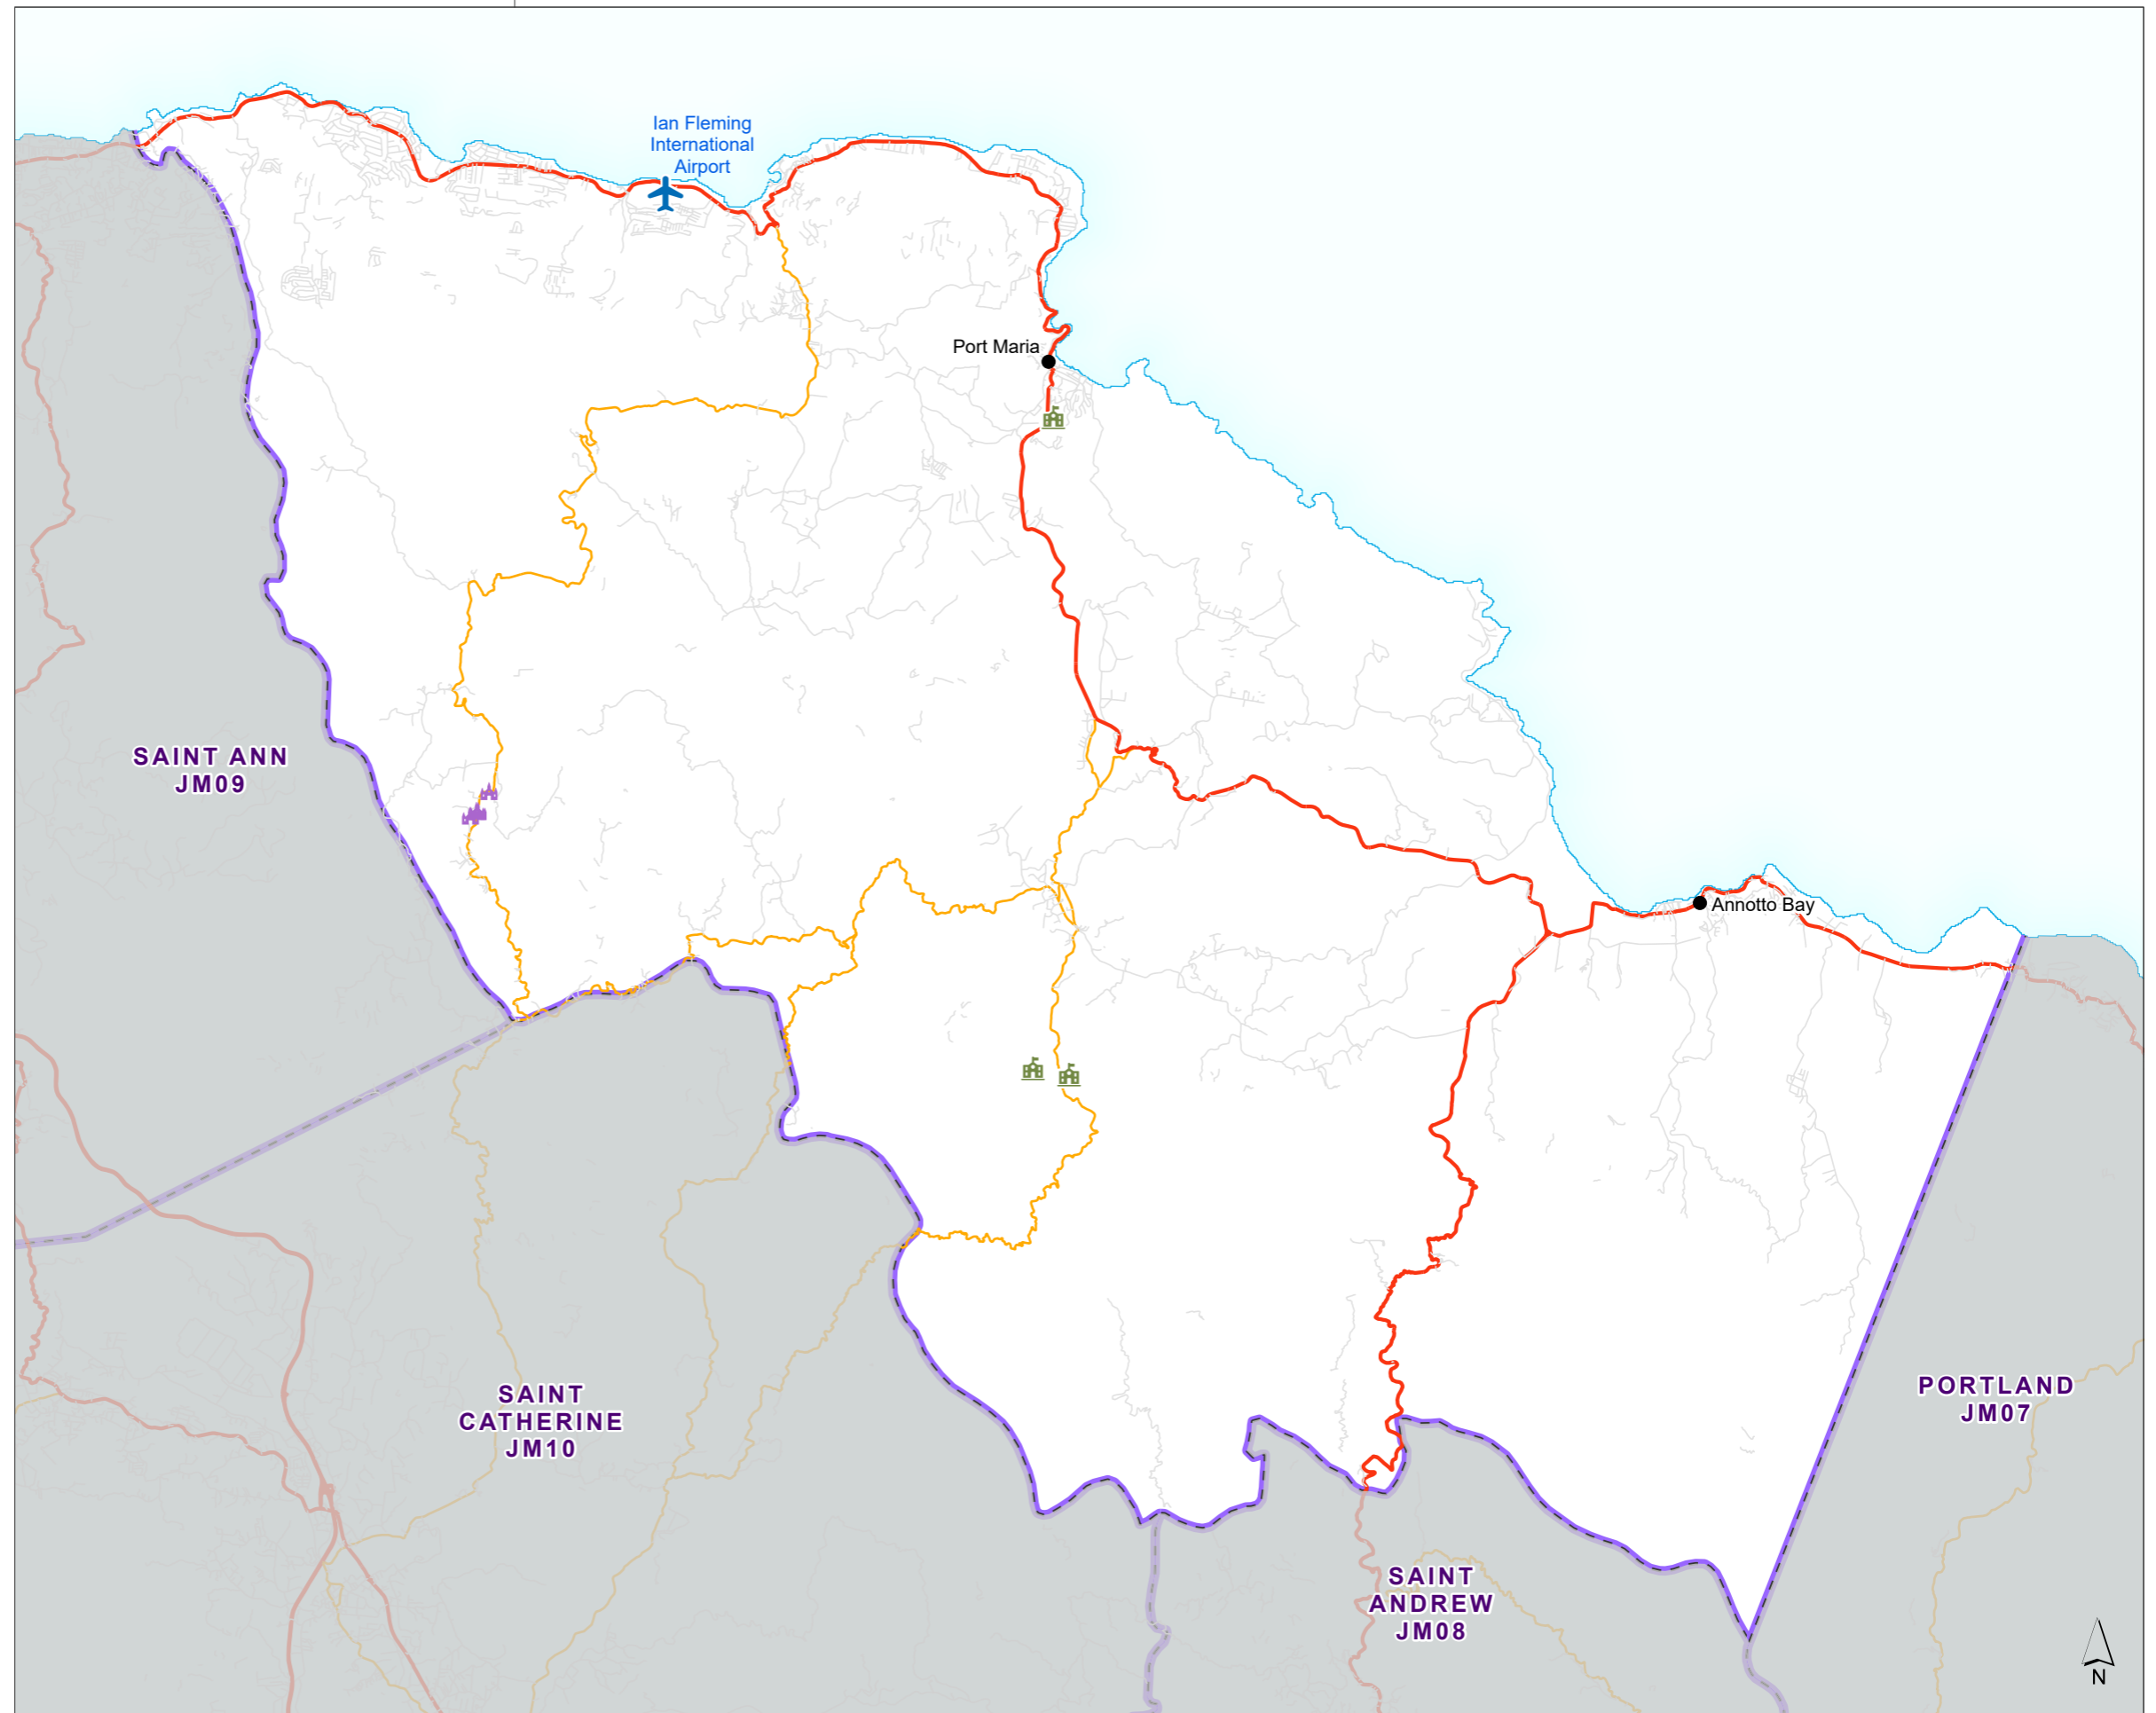 Ian Fleming
International
Airport
Port Maria
SAINT ANN
JM09
Annotto Bay
SAINT
CATHERINE
JM10
PORTLAND
JM07
SAINT
ANDREW
JM08
N